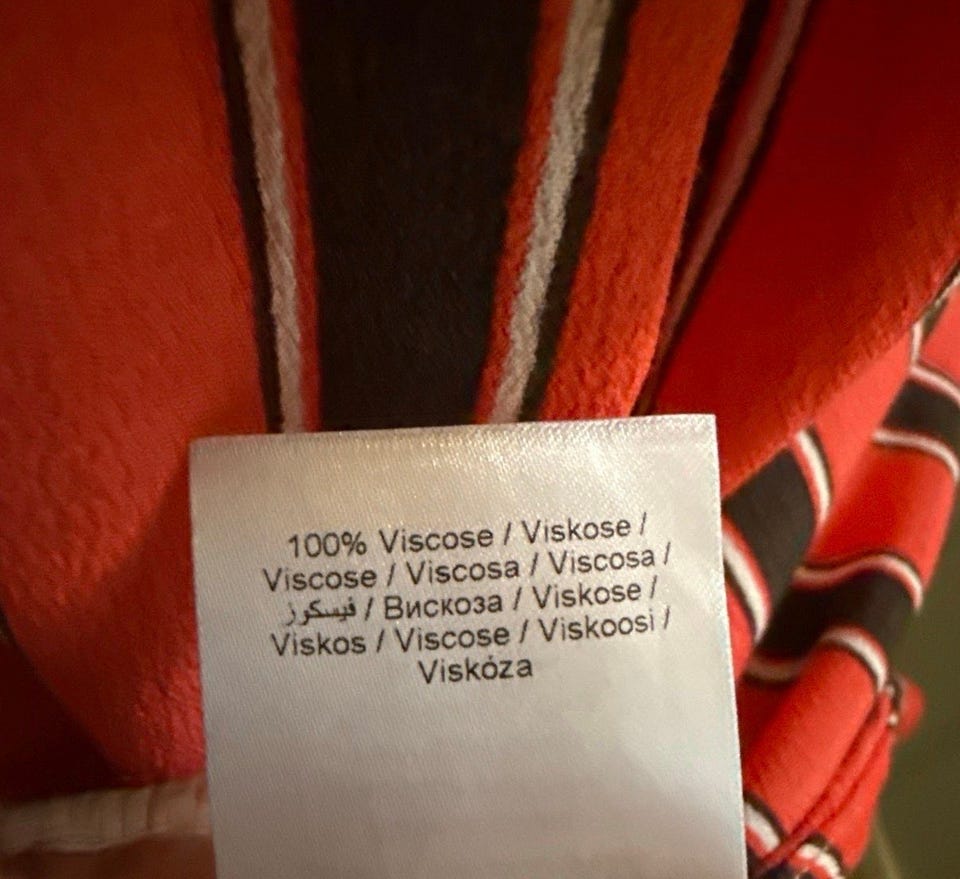 100% Viscose / Viskose /
Viscose / Viscosa / Viscosa /
فيسكوز / Вискоза / Viskose /
Viskos / Viscose / Viskoosi /
Viskóza